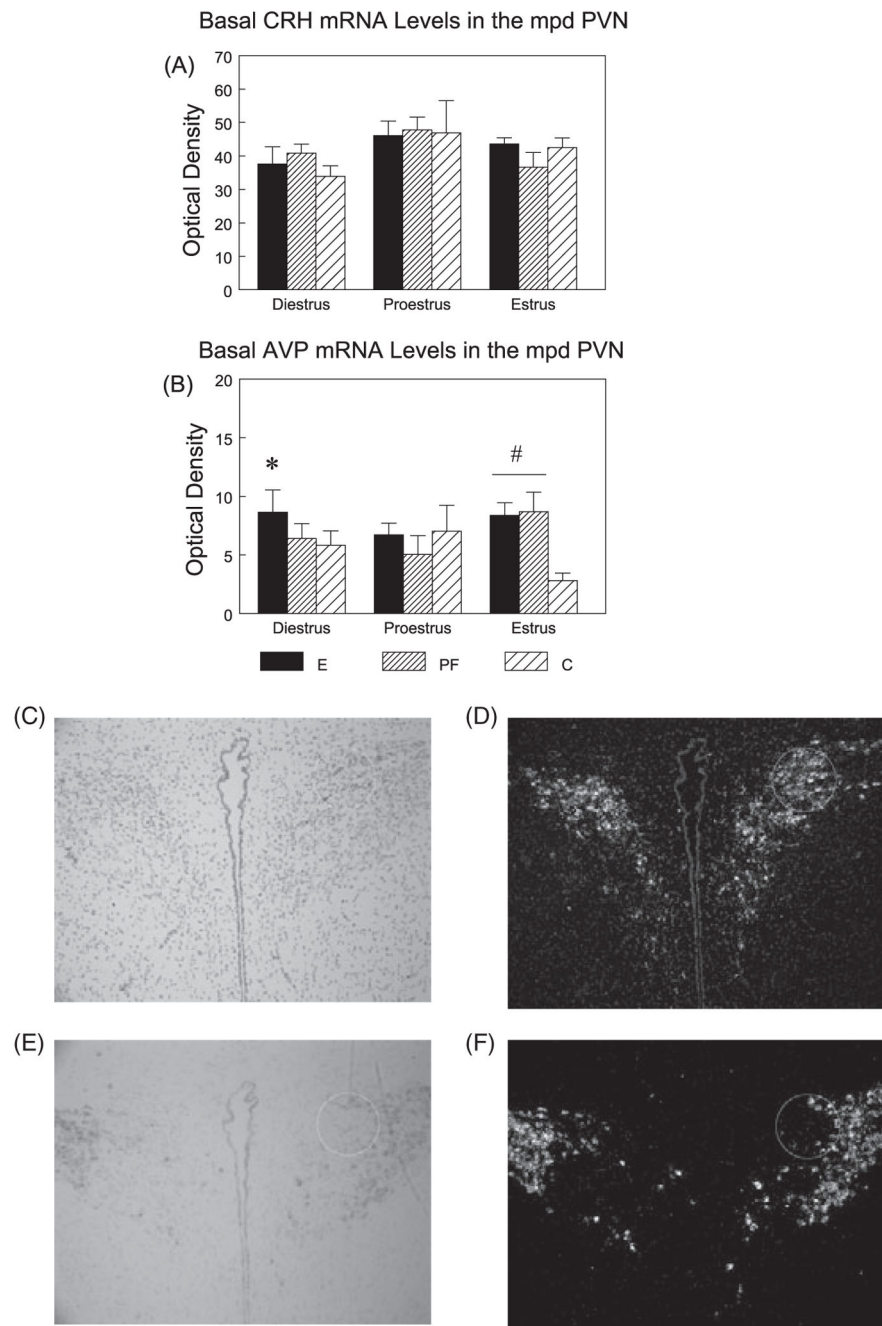 Basal CRH mRNA Levels in the mpd PVN
(A)
70
60
50
40
30
20
10
0
Optical Density
Diestrus
Proestrus
Estrus
Basal AVP mRNA Levels in the mpd PVN
(B)
20
15
10
5
0
Optical Density
*
#
Diestrus
Proestrus
Estrus
E
PF
C
(C)
(D)
(E)
(F)